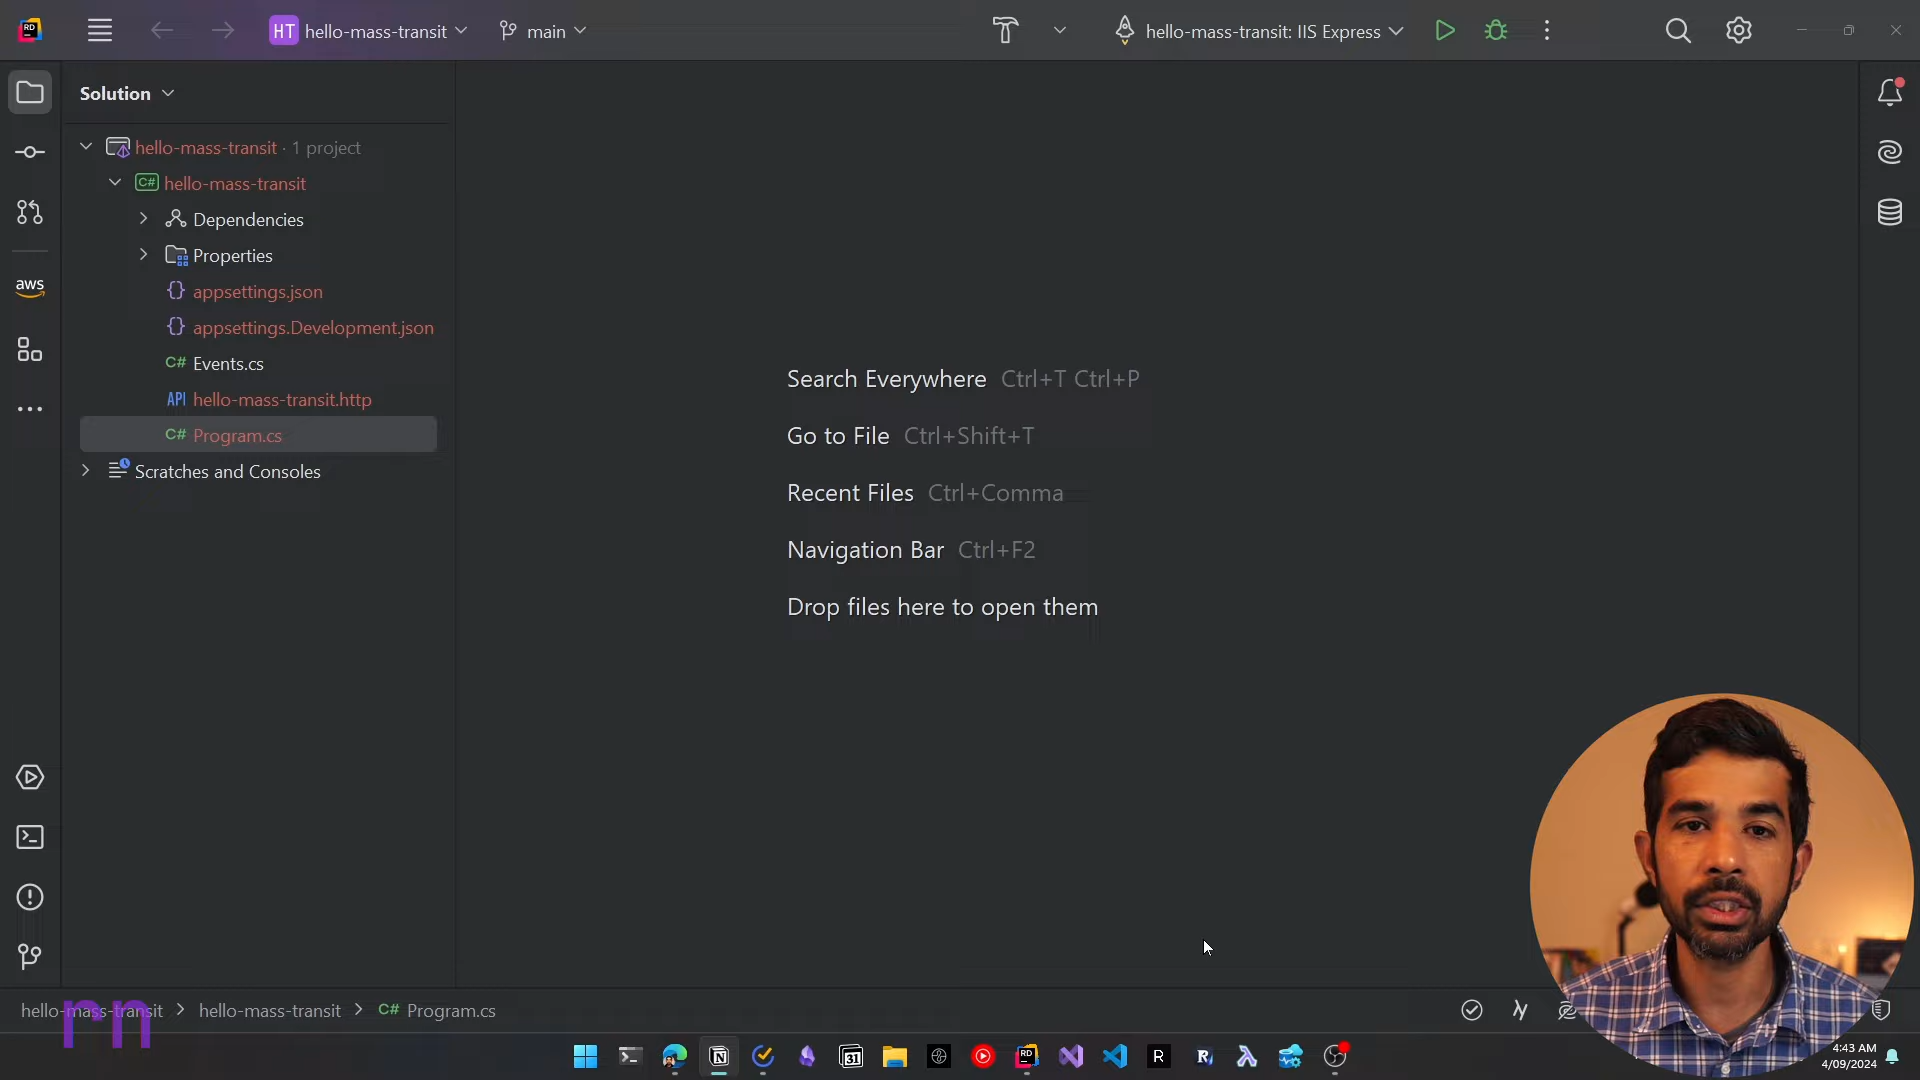 HT hello-mass-transit
main
hello-mass-transit: IIS Express
Solution
hello-mass-transit · 1 project
C# hello-mass-transit
Dependencies
Properties
{} appsettings.json
{} appsettings.Development.json
C# Events.cs
API hello-mass-transit.http
C# Program.cs
Scratches and Consoles
aws
Search Everywhere Ctrl+T Ctrl+P
Go to File Ctrl+Shift+T
Recent Files Ctrl+Comma
Navigation Bar Ctrl+F2
Drop files here to open them
hello-mass-transit > hello-mass-transit > C# Program.cs
rn
31
RD
R
R
4:43 AM
4/09/2024